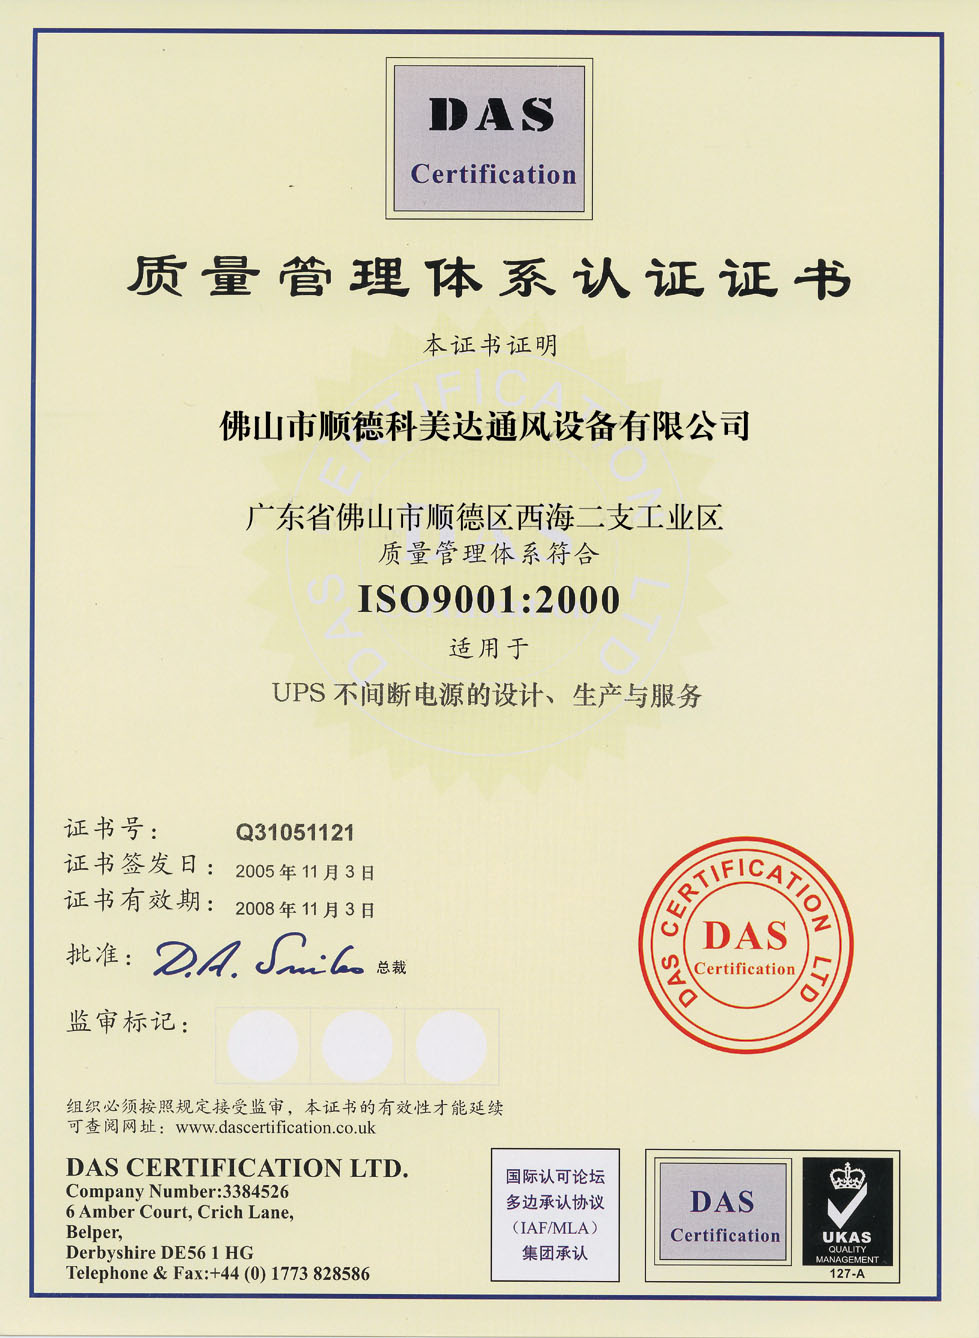 DAS
Certification
质量管理体系认证证书
本证书证明
佛山市顺德科美达通风设备有限公司
广东省佛山市顺德区西海二支工业区
质量管理体系符合
ISO9001:2000
适用于
UPS 不间断电源的设计、生产与服务
DAS CERTIFICATION LTD
DAS
证书号： Q31051121
证书签发日： 2005 年 11 月 3 日
证书有效期： 2008 年 11 月 3 日
批准： D.A. Smiles 总裁
监审标记：
DAS CERTIFICATION LTD
DAS
Certification
组织必须按照规定接受监审，本证书的有效性才能延续
可查阅网址：www.dascertification.co.uk
DAS CERTIFICATION LTD.
Company Number:3384526
6 Amber Court, Crich Lane,
Belper,
Derbyshire DE56 1 HG
Telephone & Fax:+44 (0) 1773 828586
国际认可论坛
多边承认协议
（IAF/MLA）
集团承认
DAS
Certification
UKAS
QUALITY
MANAGEMENT
127-A